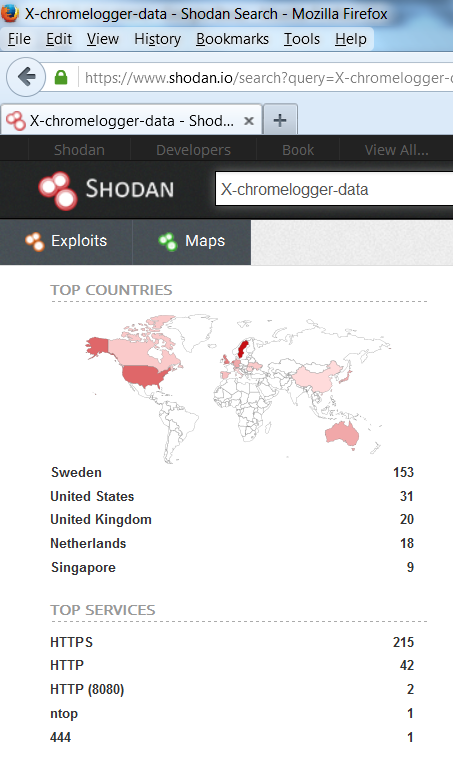 X-chromelogger-data - Shodan Search - Mozilla Firefox
File Edit View History Bookmarks Tools Help
https://www.shodan.io/search?query=X-chromelogger-
X-chromelogger-data - Shod... × +
Shodan Developers Book View All...
SHODAN X-chromelogger-data
Exploits Maps
TOP COUNTRIES
Sweden 153
United States 31
United Kingdom 20
Netherlands 18
Singapore 9
TOP SERVICES
HTTPS 215
HTTP 42
HTTP (8080) 2
ntop 1
444 1